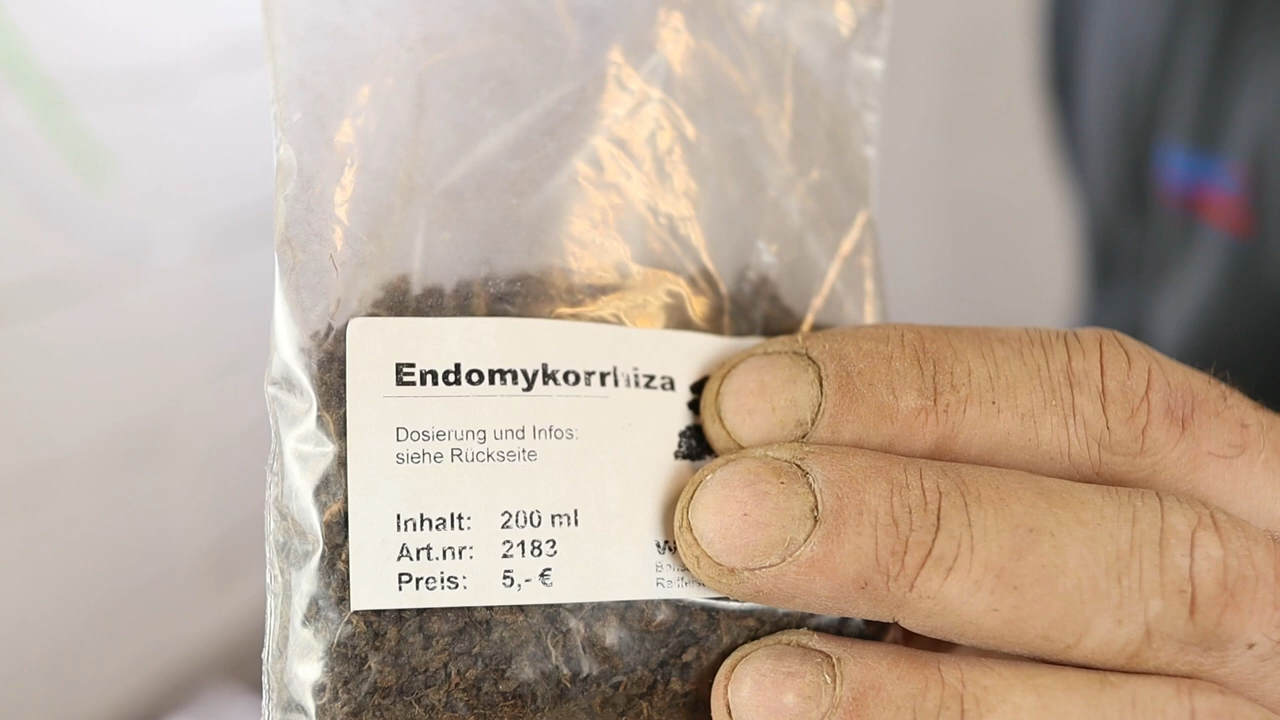 Endomykorrhiza
Dosierung und Infos:
siehe Rückseite
Inhalt: 200 ml
Art.nr: 2183
Preis: 5,- €